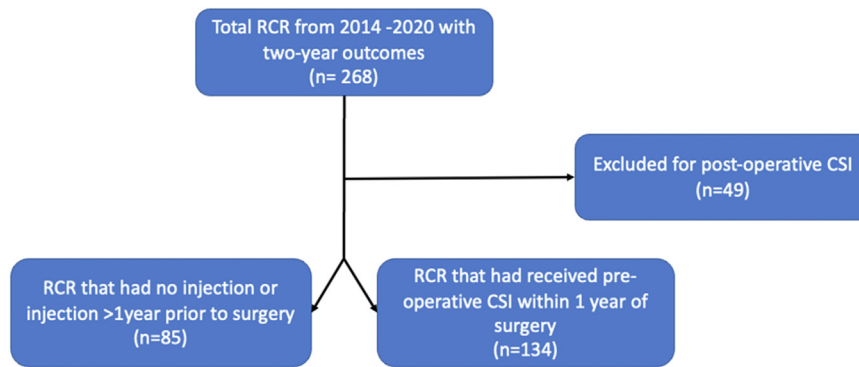 Total RCR from 2014 -2020 with
two-year outcomes
(n= 268)
Excluded for post-operative CSI
(n=49)
RCR that had no injection or
injection >1year prior to surgery
(n=85)
RCR that had received pre-
operative CSI within 1 year of
surgery
(n=134)